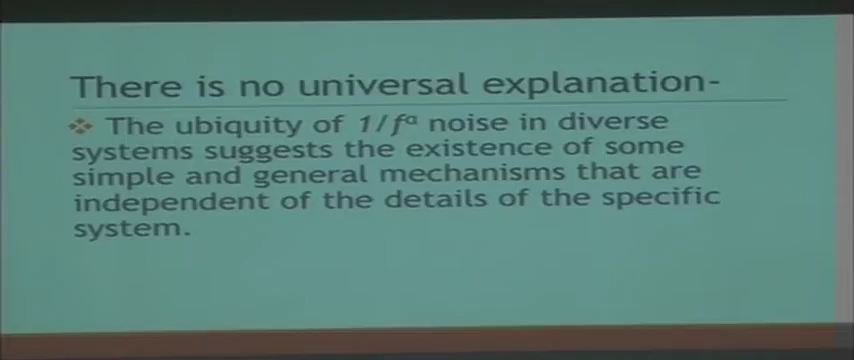 There is no universal explanation-
The ubiquity of 1/fᵅ noise in diverse
systems suggests the existence of some
simple and general mechanisms that are
independent of the details of the specific
system.